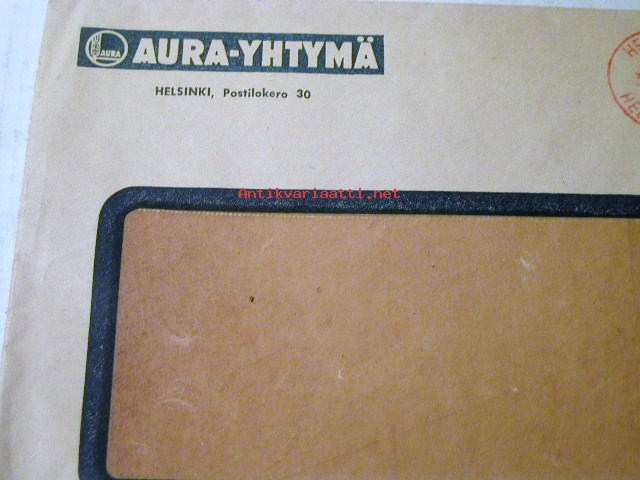 AURA
AURA-YHTYMÄ
HELSINKI, Postilokero 30
Antikvariaatti.net